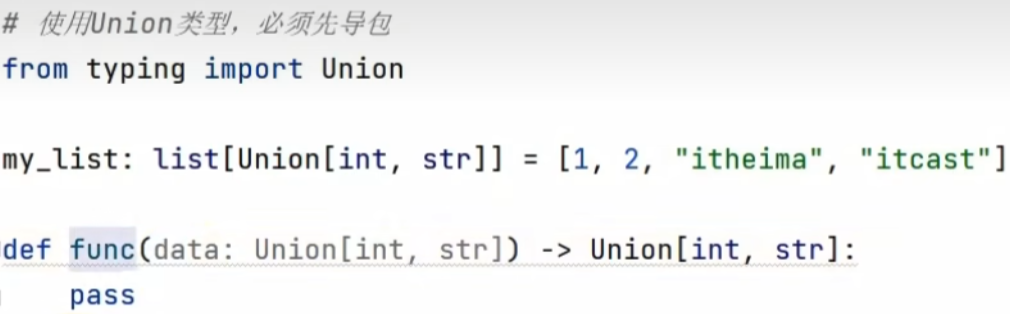 # 使用Union类型，必须先导包
from typing import Union
my_list: list[Union[int, str]] = [1, 2, "itheima", "itcast"]
def func(data: Union[int, str]) -> Union[int, str]:
    pass